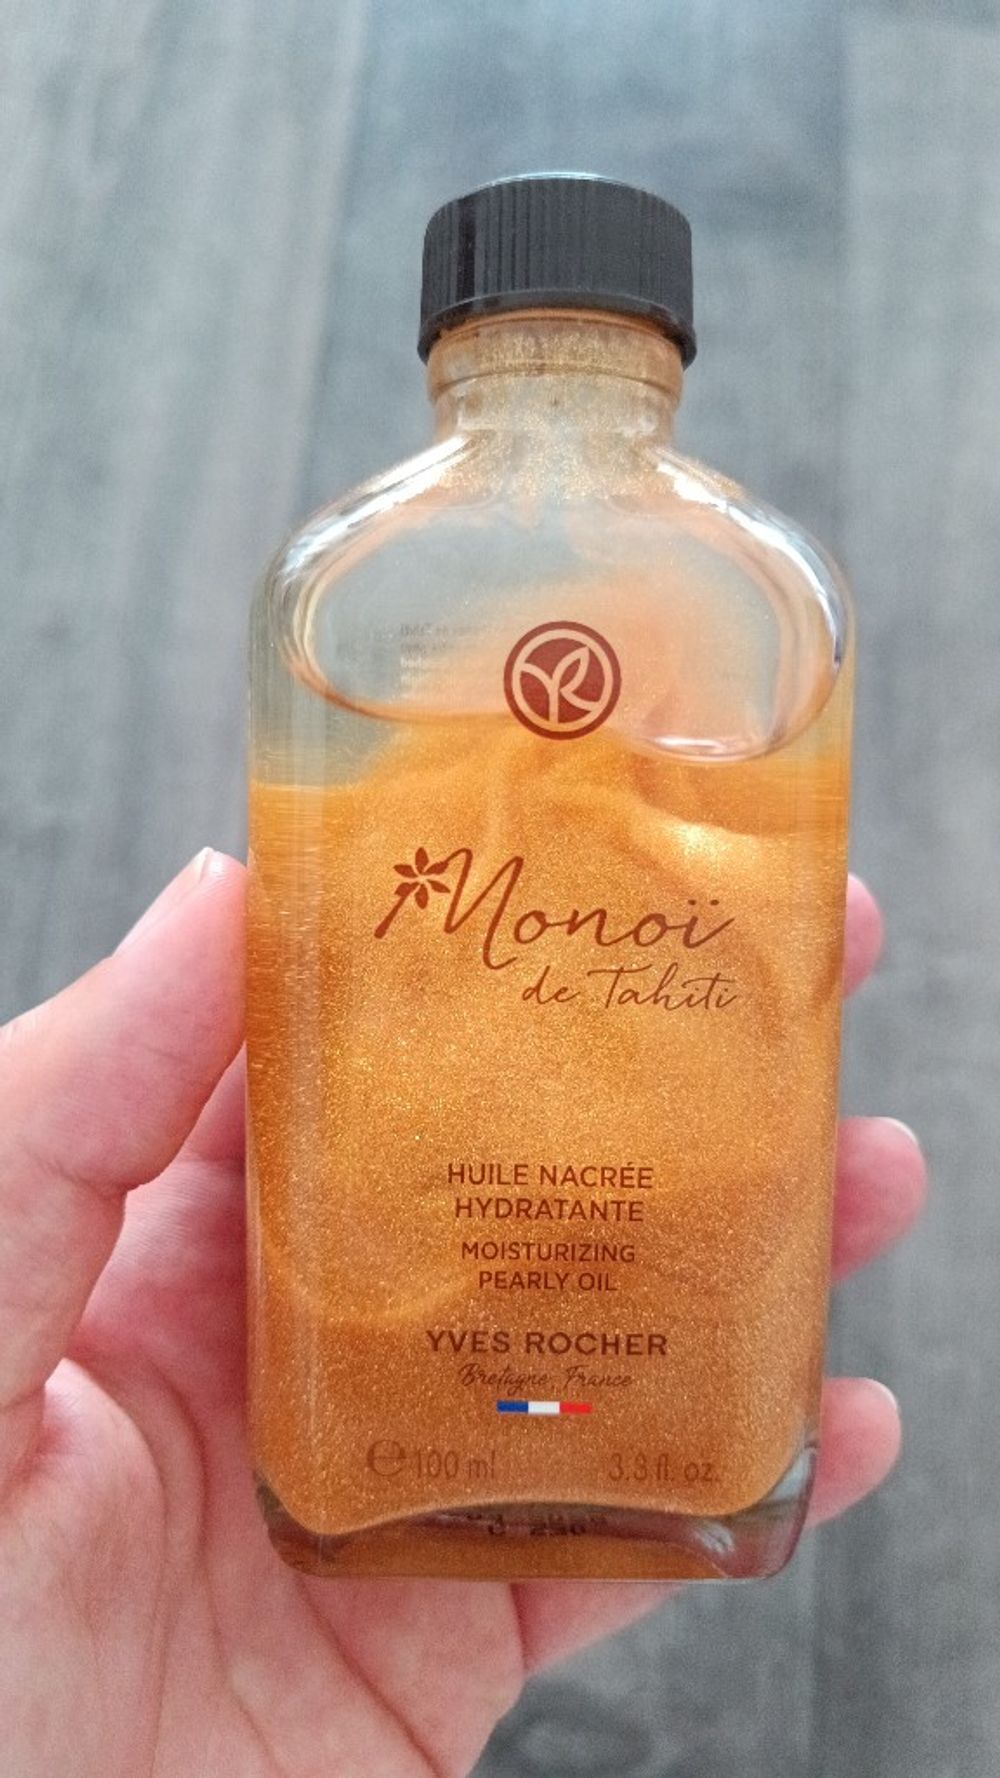 Monoï
de Tahiti
HUILE NACRÉE
HYDRATANTE
MOISTURIZING
PEARLY OIL
YVES ROCHER
Bretagne, France
℮ 100 ml 3.3 fl. oz.